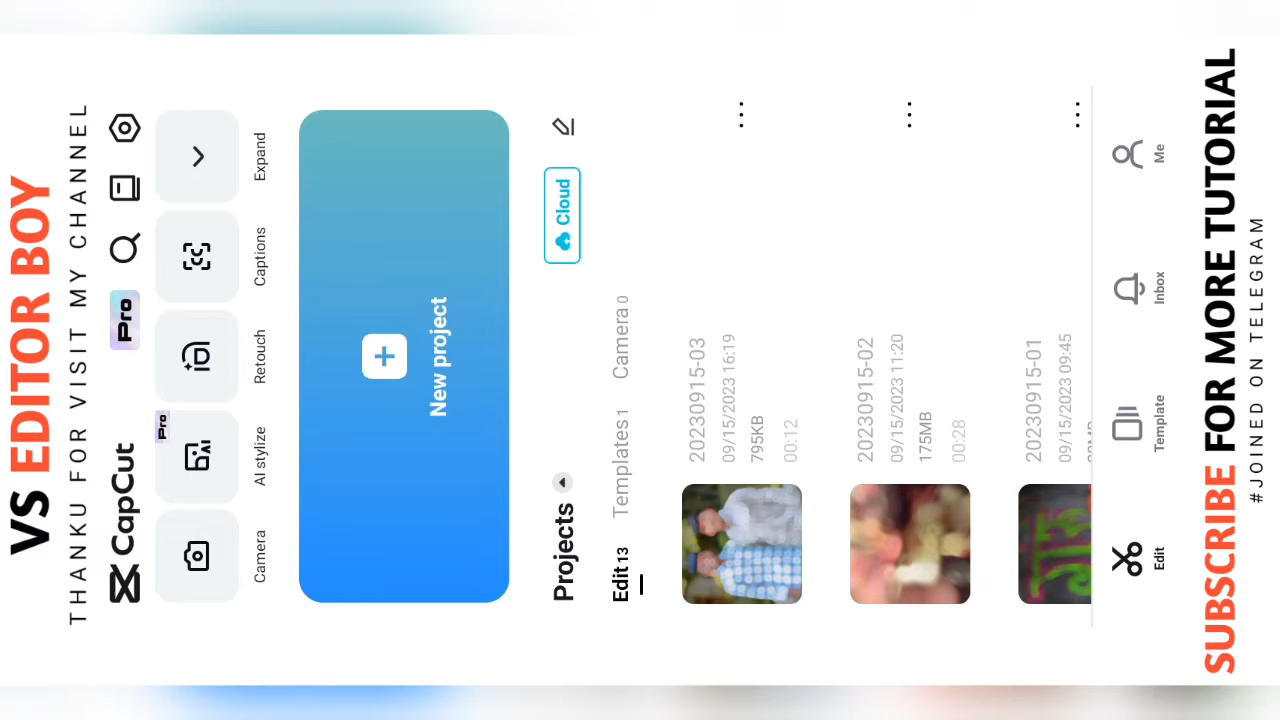 VS EDITOR BOY
THANKU FOR VISIT MY CHANNEL
CapCut
Pro
Pro
Camera
AI stylize
Retouch
Captions
Expand
New project
Projects
Cloud
Edit 13
Templates 1
Camera 0
20230915-03
09/15/2023 16:19
795KB
00:12
20230915-02
09/15/2023 11:20
175MB
00:28
20230915-01
09/15/2023 09:45
Edit
Template
Inbox
Me
SUBSCRIBE FOR MORE TUTORIAL
#JOINED ON TELEGRAM